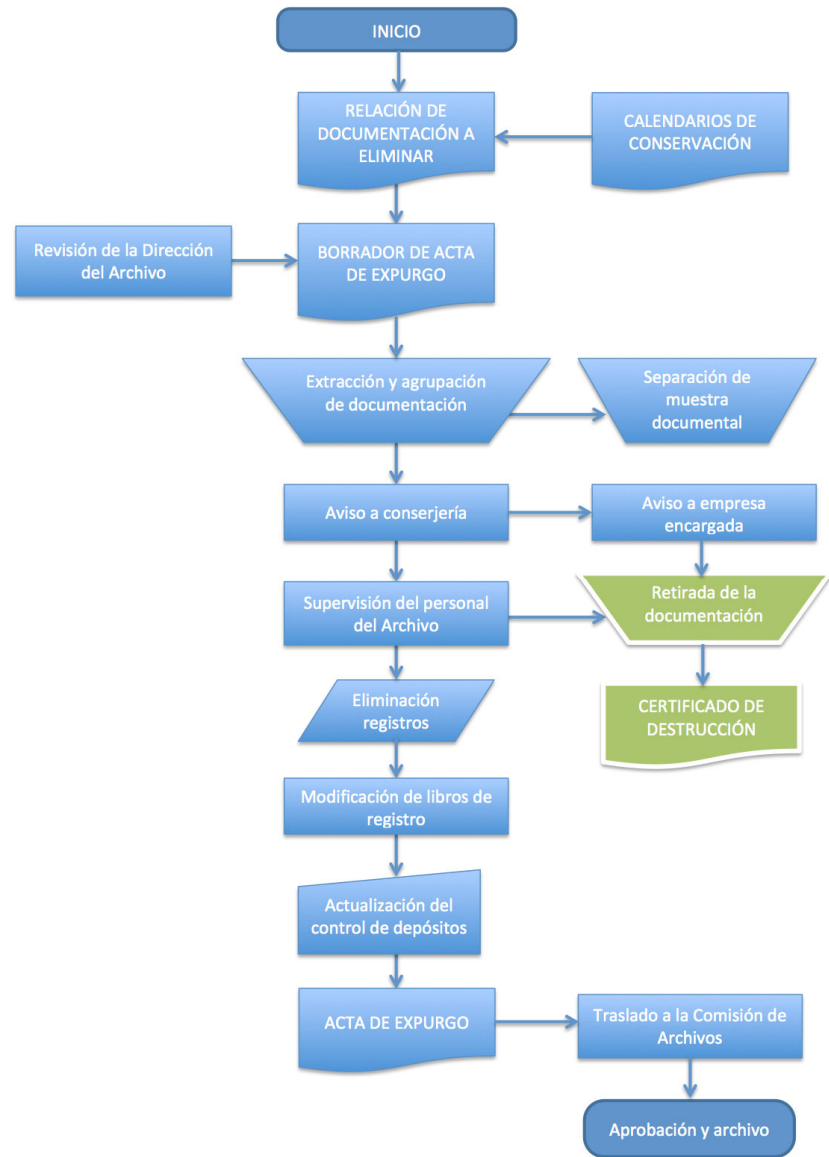 INICIO
RELACIÓN DE
DOCUMENTACIÓN A
ELIMINAR
CALENDARIOS DE
CONSERVACIÓN
Revisión de la Dirección
del Archivo
BORRADOR DE ACTA
DE EXPURGO
Extracción y agrupación
de documentación
Separación de
muestra
documental
Aviso a conserjería
Aviso a empresa
encargada
Supervisión del personal
del Archivo
Retirada de la
documentación
Eliminación
registros
CERTIFICADO DE
DESTRUCCIÓN
Modificación de libros de
registro
Actualización del
control de depósitos
ACTA DE EXPURGO
Traslado a la Comisión de
Archivos
Aprobación y archivo